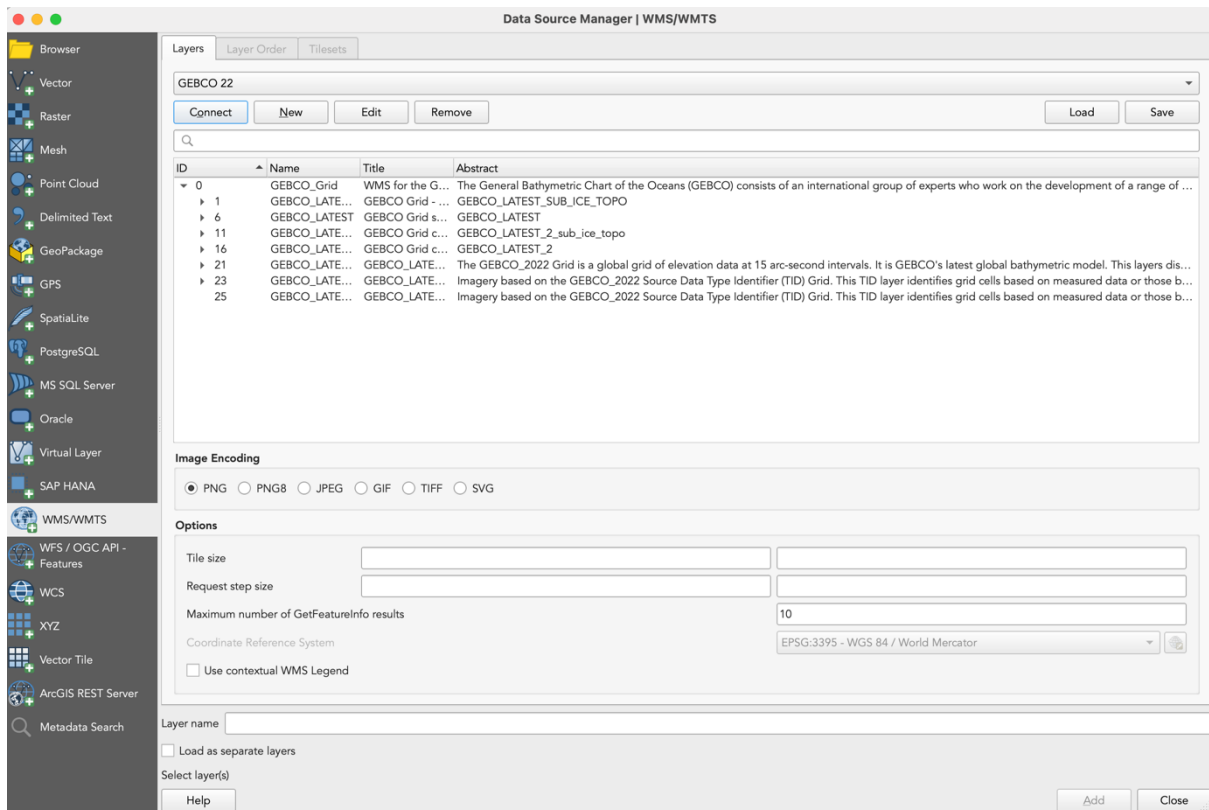 Data Source Manager | WMS/WMTS
Browser
Vector
Raster
Mesh
Point Cloud
Delimited Text
GeoPackage
GPS
SpatiaLite
PostgreSQL
MS SQL Server
Oracle
Virtual Layer
SAP HANA
WMS/WMTS
WFS / OGC API -
Features
WCS
XYZ
Vector Tile
ArcGIS REST Server
Metadata Search
Layers Layer Order Tilesets
GEBCO 22
Connect New Edit Remove Load Save
ID Name Title Abstract
0 GEBCO_Grid WMS for the G... The General Bathymetric Chart of the Oceans (GEBCO) consists of an international group of experts who work on the development of a range of ...
1 GEBCO_LATE... GEBCO Grid - ... GEBCO_LATEST_SUB_ICE_TOPO
6 GEBCO_LATEST GEBCO Grid s... GEBCO_LATEST
11 GEBCO_LATE... GEBCO Grid c... GEBCO_LATEST_2_sub_ice_topo
16 GEBCO_LATE... GEBCO Grid c... GEBCO_LATEST_2
21 GEBCO_LATE... GEBCO_LATE... The GEBCO_2022 Grid is a global grid of elevation data at 15 arc-second intervals. It is GEBCO's latest global bathymetric model. This layers dis...
23 GEBCO_LATE... GEBCO_LATE... Imagery based on the GEBCO_2022 Source Data Type Identifier (TID) Grid. This TID layer identifies grid cells based on measured data or those b...
25 GEBCO_LATE... GEBCO_LATE... Imagery based on the GEBCO_2022 Source Data Type Identifier (TID) Grid. This TID layer identifies grid cells based on measured data or those b...
Image Encoding
PNG PNG8 JPEG GIF TIFF SVG
Options
Tile size
Request step size
Maximum number of GetFeatureInfo results 10
Coordinate Reference System EPSG:3395 - WGS 84 / World Mercator
Use contextual WMS Legend
Layer name
Load as separate layers
Select layer(s)
Help Add Close